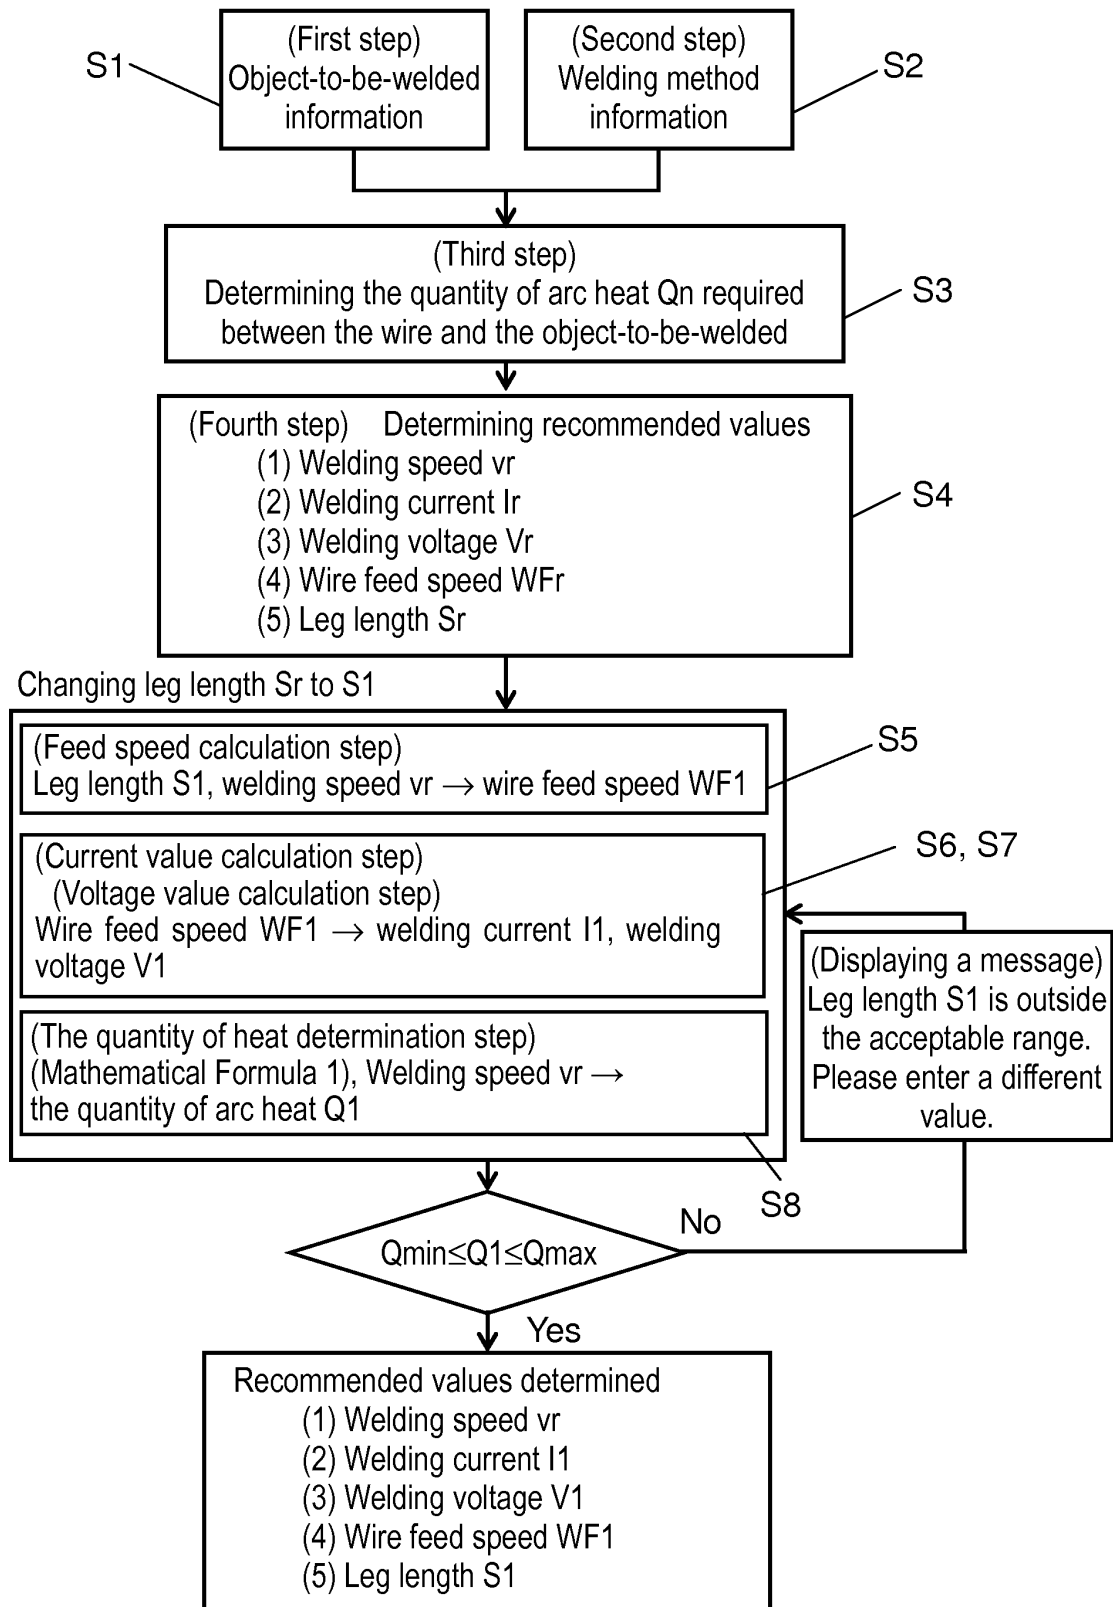 (First step)
Object-to-be-welded
information
S1
(Second step)
Welding method
information
S2
(Third step)
Determining the quantity of arc heat Qn required
between the wire and the object-to-be-welded
S3
(Fourth step) Determining recommended values
(1) Welding speed vr
(2) Welding current Ir
(3) Welding voltage Vr
(4) Wire feed speed WFr
(5) Leg length Sr
S4
Changing leg length Sr to S1
(Feed speed calculation step)
Leg length S1, welding speed vr → wire feed speed WF1
S5
(Current value calculation step)
(Voltage value calculation step)
Wire feed speed WF1 → welding current I1, welding
voltage V1
S6, S7
(The quantity of heat determination step)
(Mathematical Formula 1), Welding speed vr →
the quantity of arc heat Q1
S8
(Displaying a message)
Leg length S1 is outside
the acceptable range.
Please enter a different
value.
Qmin≤Q1≤Qmax
No
Yes
Recommended values determined
(1) Welding speed vr
(2) Welding current I1
(3) Welding voltage V1
(4) Wire feed speed WF1
(5) Leg length S1